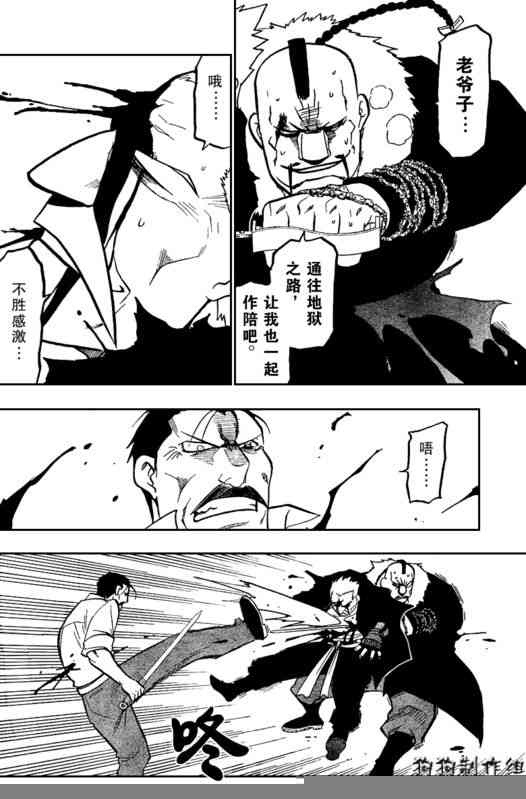 老爷子…
通往地狱
之路，
让我也一起
作陪吧。
哦……
不胜感激…
唔……
咚
狗狗制作组